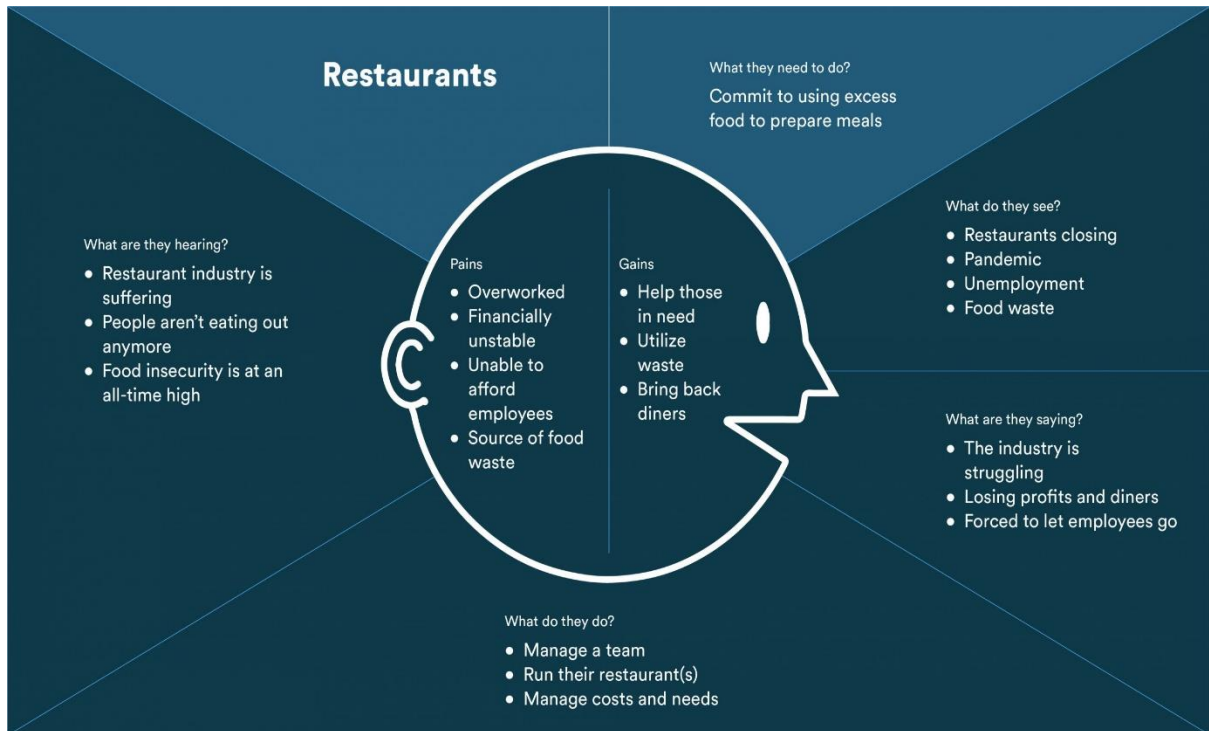 Restaurants
What they need to do?
Commit to using excess
food to prepare meals
What are they hearing?
● Restaurant industry is
suffering
● People aren’t eating out
anymore
● Food insecurity is at an
all-time high
Pains
● Overworked
● Financially
unstable
● Unable to
afford
employees
● Source of food
waste
Gains
● Help those
in need
● Utilize
waste
● Bring back
diners
What do they see?
● Restaurants closing
● Pandemic
● Unemployment
● Food waste
What are they saying?
● The industry is
struggling
● Losing profits and diners
● Forced to let employees go
What do they do?
● Manage a team
● Run their restaurant(s)
● Manage costs and needs